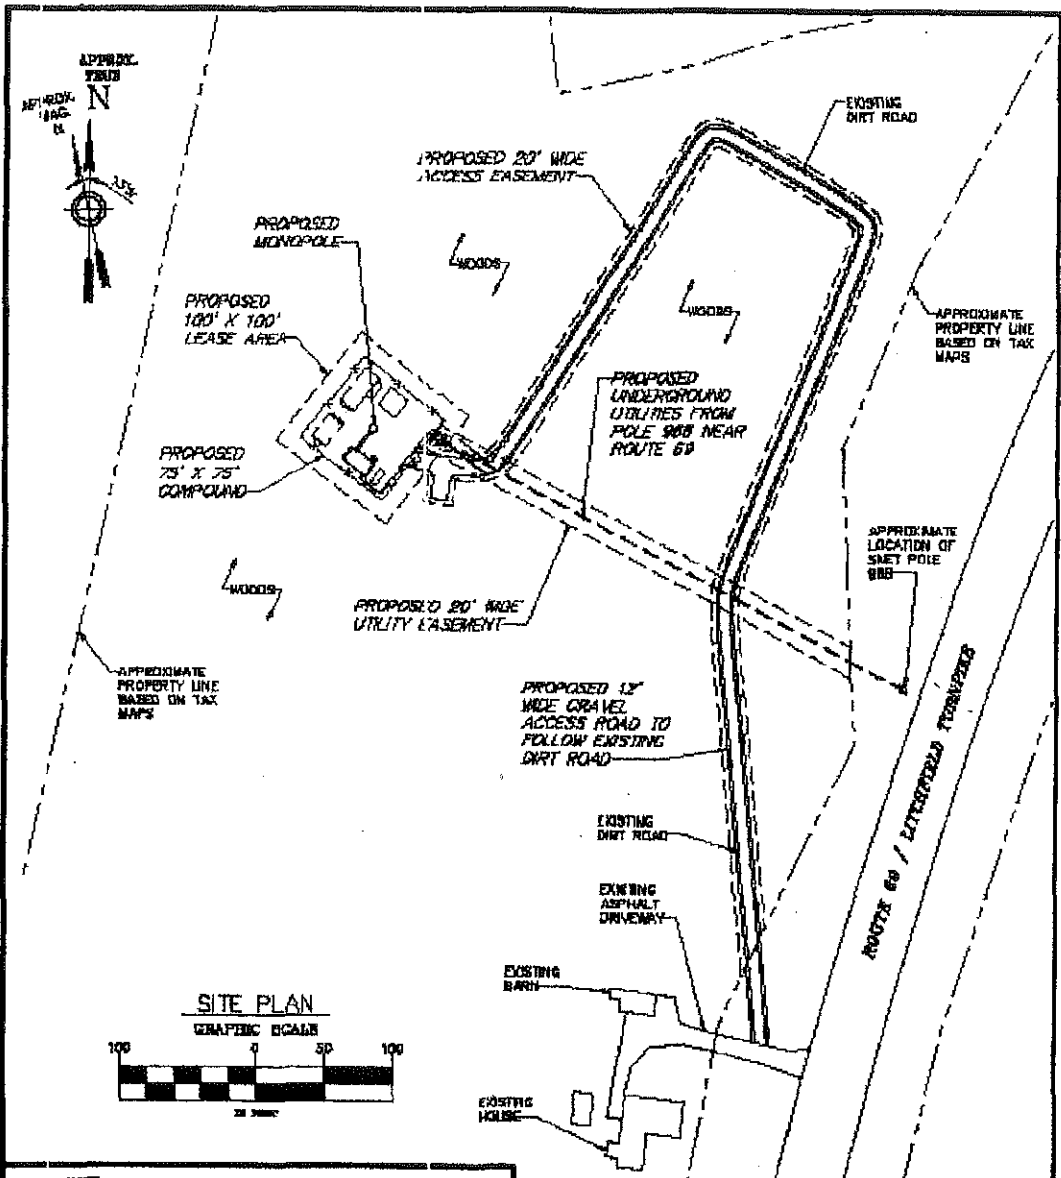 APPROX.
TRUE
N
APPROX.
MAG.
N
EXISTING
DIRT ROAD
PROPOSED 20' WIDE
ACCESS EASEMENT
PROPOSED
MONOPOLE
WOODS
WOODS
PROPOSED
100' X 100'
LEASE AREA
APPROXIMATE
PROPERTY LINE
BASED ON TAX
MAPS
PROPOSED
UNDERGROUND
UTILITIES FROM
POLE NEAR
ROUTE 69
PROPOSED
75' X 75'
COMPOUND
APPROXIMATE
LOCATION OF
SNET POLE
WOODS
PROPOSED 20' WIDE
UTILITY EASEMENT
APPROXIMATE
PROPERTY LINE
BASED ON TAX
MAPS
PROPOSED 12'
WIDE GRAVEL
ACCESS ROAD TO
FOLLOW EXISTING
DIRT ROAD
ROUTE 69 / LITCHFIELD TURNPIKE
EXISTING
DIRT ROAD
EXISTING
ASPHALT
DRIVEWAY
EXISTING
BARN
SITE PLAN
GRAPHIC SCALE
100 0 50 100
EXISTING
HOUSE